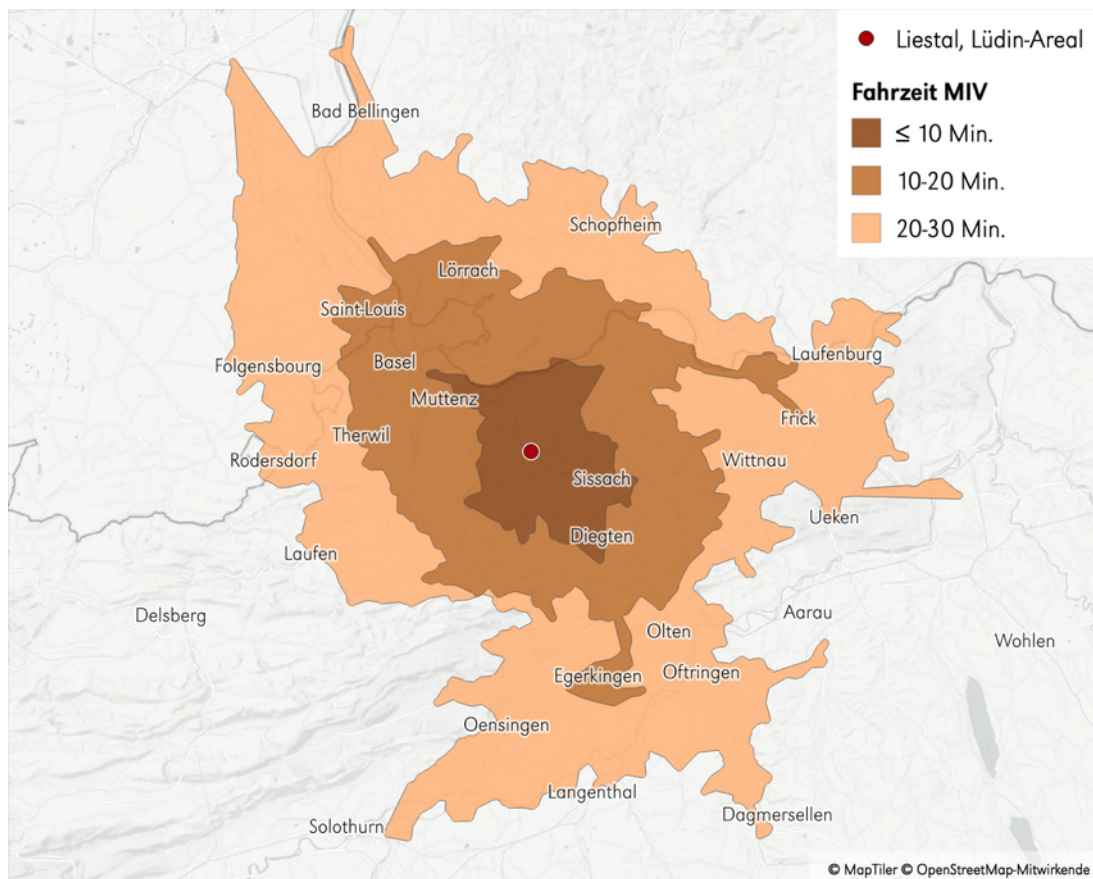 Liestal, Lüdin-Areal
Fahrzeit MIV
≤ 10 Min.
10-20 Min.
20-30 Min.
Bad Bellingen
Schopfheim
Lörrach
Saint-Louis
Laufenburg
Basel
Folgensbourg
Muttenz
Frick
Therwil
Rodersdorf
Wittnau
Sissach
Ueken
Diegten
Laufen
Delsberg
Aarau
Olten
Wohlen
Egerkingen
Oftringen
Oensingen
Langenthal
Dagmersellen
Solothurn
© MapTiler © OpenStreetMap-Mitwirkende